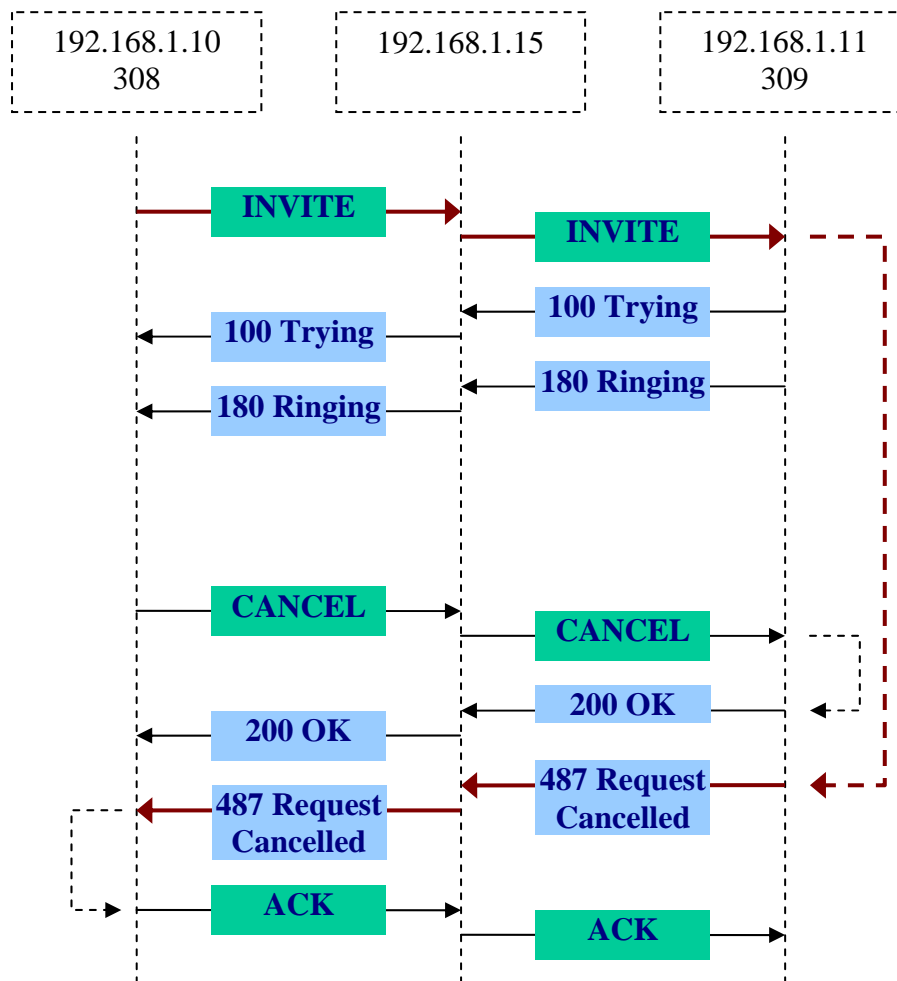 192.168.1.10
308
192.168.1.15
192.168.1.11
309
INVITE
INVITE
100 Trying
100 Trying
180 Ringing
180 Ringing
CANCEL
CANCEL
200 OK
200 OK
487 Request
Cancelled
487 Request
Cancelled
ACK
ACK